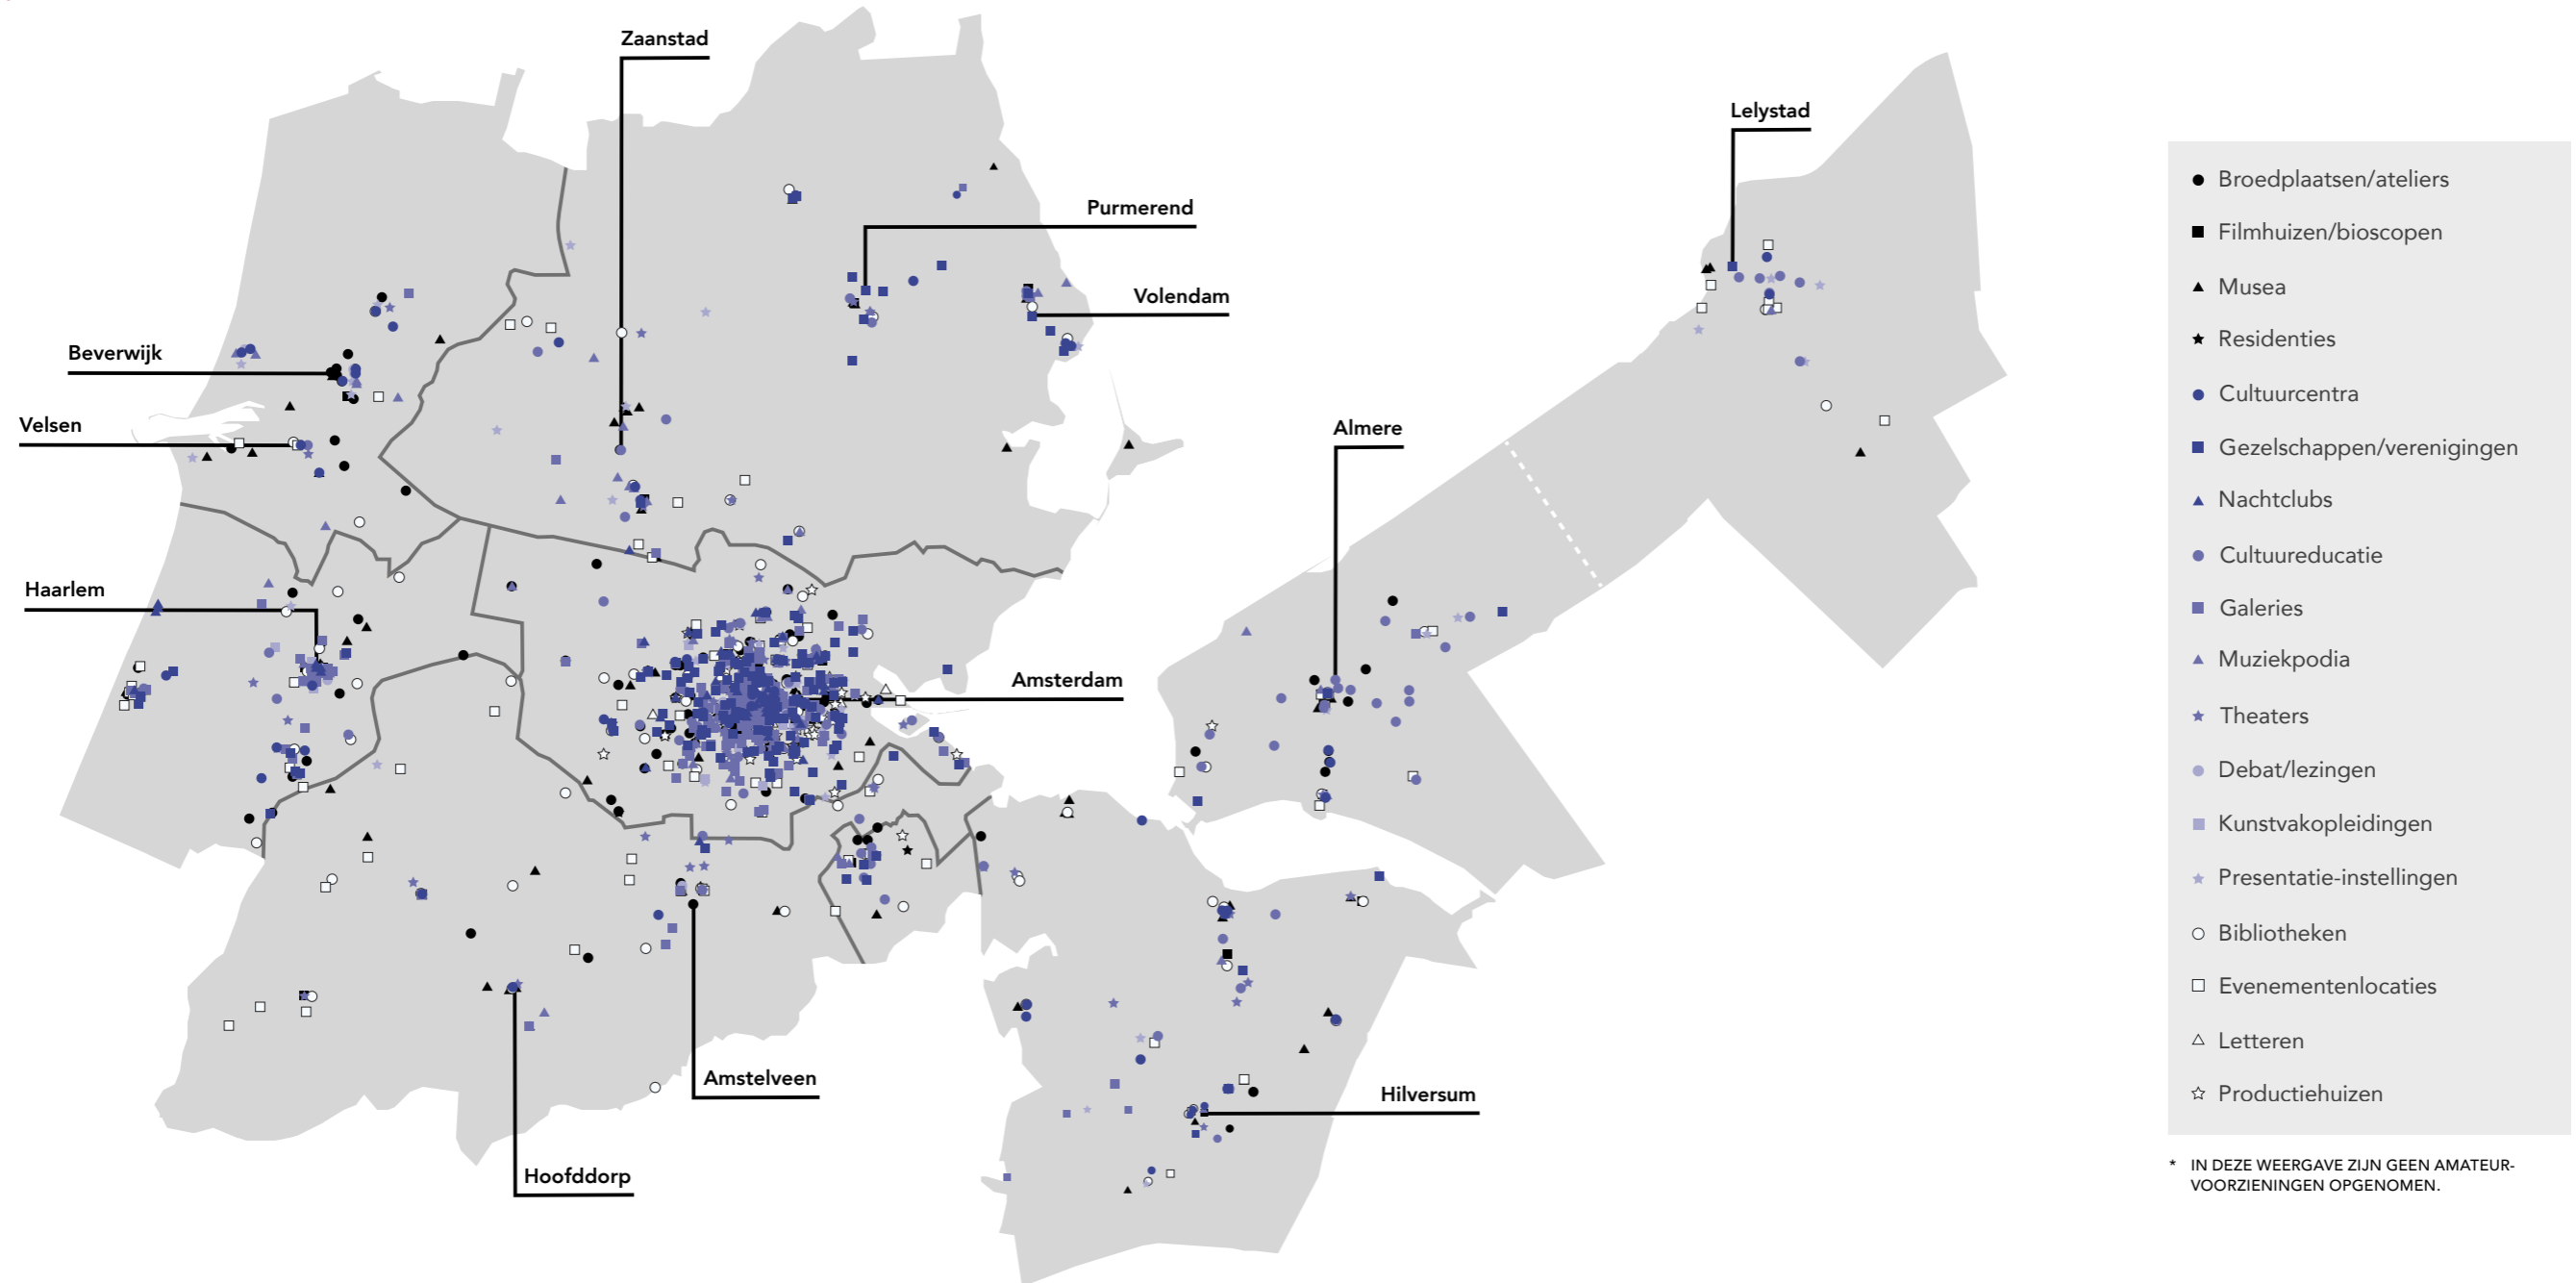 Zaanstad
Lelystad
Purmerend
Volendam
Beverwijk
Velsen
Almere
Haarlem
Amsterdam
Amstelveen
Hilversum
Hoofddorp
Broedplaatsen/ateliers
Filmhuizen/bioscopen
Musea
Residenties
Cultuurcentra
Gezelschappen/verenigingen
Nachtclubs
Cultuureducatie
Galeries
Muziekpodia
Theaters
Debat/lezingen
Kunstvakopleidingen
Presentatie-instellingen
Bibliotheken
Evenementenlocaties
Letteren
Productiehuizen
* IN DEZE WEERGAVE ZIJN GEEN AMATEUR-
VOORZIENINGEN OPGENOMEN.